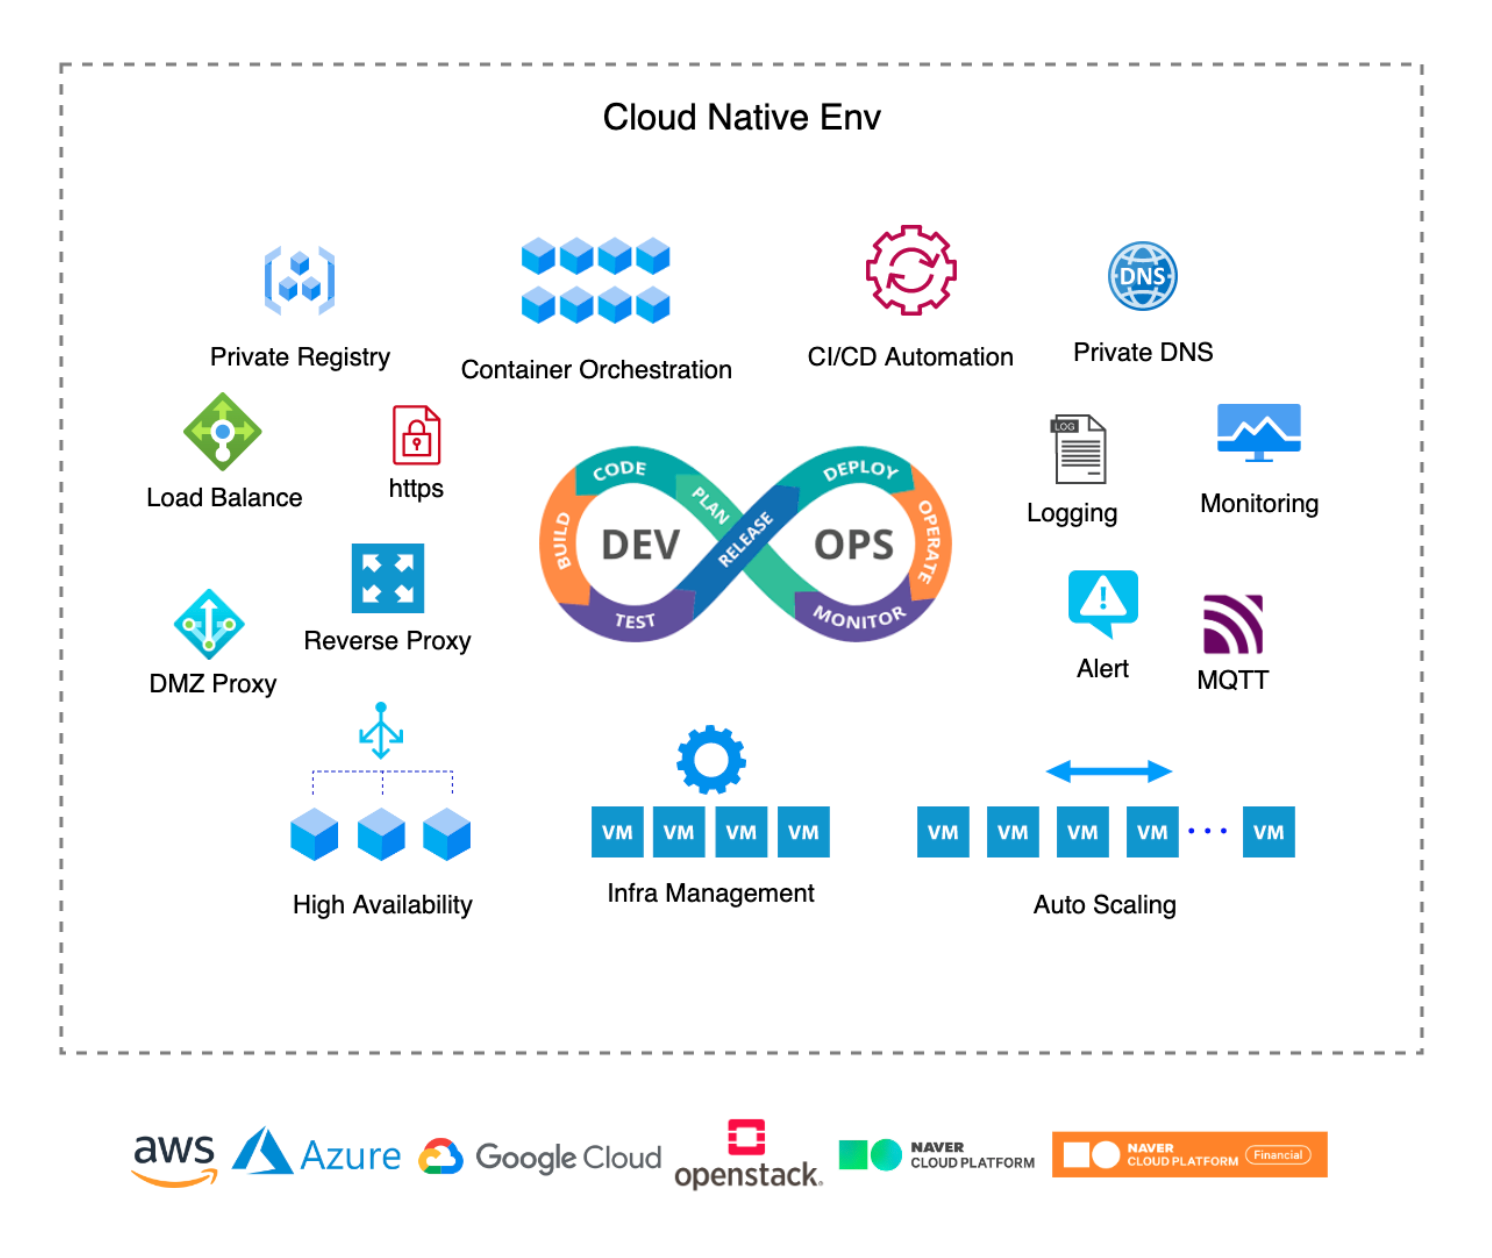 Cloud Native Env
DNS
Private Registry
Container Orchestration
CI/CD Automation
Private DNS
LOG
Load Balance
https
Logging
Monitoring
CODE
PLAN
BUILD
DEV
TEST
RELEASE
DEPLOY
OPS
OPERATE
MONITOR
Reverse Proxy
DMZ Proxy
Alert
MQTT
VM VM VM VM
VM VM VM VM ... VM
High Availability
Infra Management
Auto Scaling
aws
Azure
Google Cloud
openstack.
NAVER
CLOUD PLATFORM
NAVER
CLOUD PLATFORM
Financial